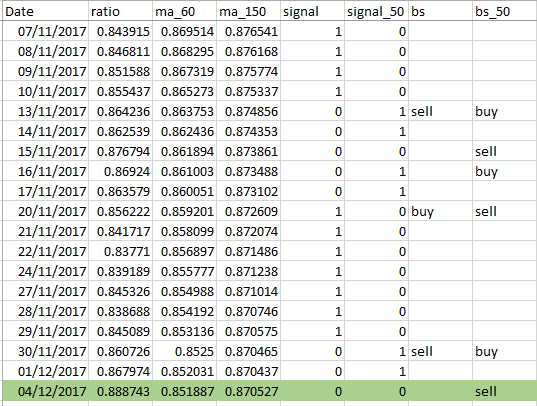 Date ratio ma_60 ma_150 signal signal_50 bs bs_50
07/11/2017 0.843915 0.869514 0.876541 1 0
08/11/2017 0.846811 0.868295 0.876168 1 0
09/11/2017 0.851588 0.867319 0.875774 1 0
10/11/2017 0.855437 0.865273 0.875337 1 0
13/11/2017 0.864236 0.863753 0.874856 0 1 sell buy
14/11/2017 0.862539 0.862436 0.874353 0 1
15/11/2017 0.876794 0.861894 0.873861 0 0 sell
16/11/2017 0.86924 0.861003 0.873488 0 1 buy
17/11/2017 0.863579 0.860051 0.873102 0 1
20/11/2017 0.856222 0.859201 0.872609 1 0 buy sell
21/11/2017 0.841717 0.858099 0.872074 1 0
22/11/2017 0.83771 0.856897 0.871486 1 0
24/11/2017 0.839189 0.855777 0.871238 1 0
27/11/2017 0.845326 0.854988 0.871014 1 0
28/11/2017 0.838688 0.854192 0.870746 1 0
29/11/2017 0.845089 0.853136 0.870575 1 0
30/11/2017 0.860726 0.8525 0.870465 0 1 sell buy
01/12/2017 0.867974 0.852031 0.870437 0 1
04/12/2017 0.888743 0.851887 0.870527 0 0 sell